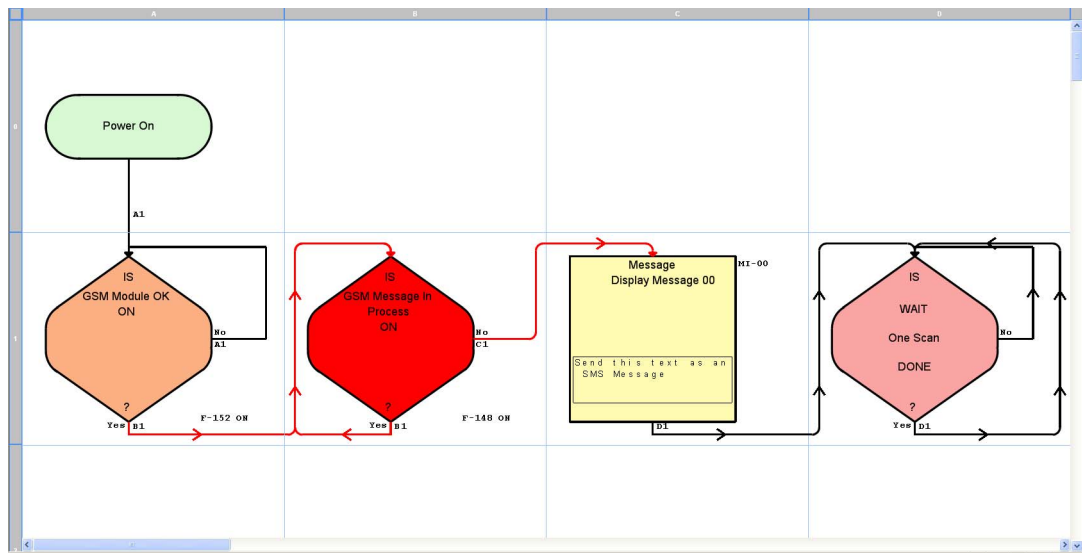 A B C D
0
Power On
A1
1
IS
GSM Module OK
ON
?
No
A1
Yes B1
F-152 ON
IS
GSM Message in
Process
ON
?
No
C1
Yes B1
F-148 ON
Message
Display Message 00
MI-00
Send this text as an
SMS Message
D1
IS
WAIT
One Scan
DONE
?
No
Yes D1